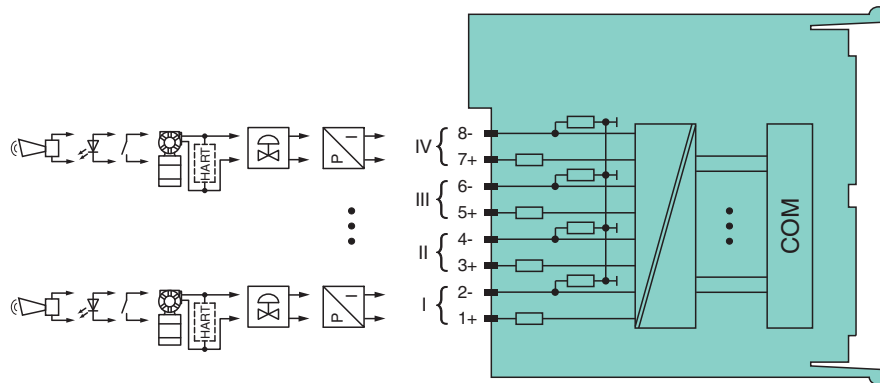 HART
P I
IV
8-
7+
III
6-
5+
II
4-
3+
I
2-
1+
HART
P I
COM